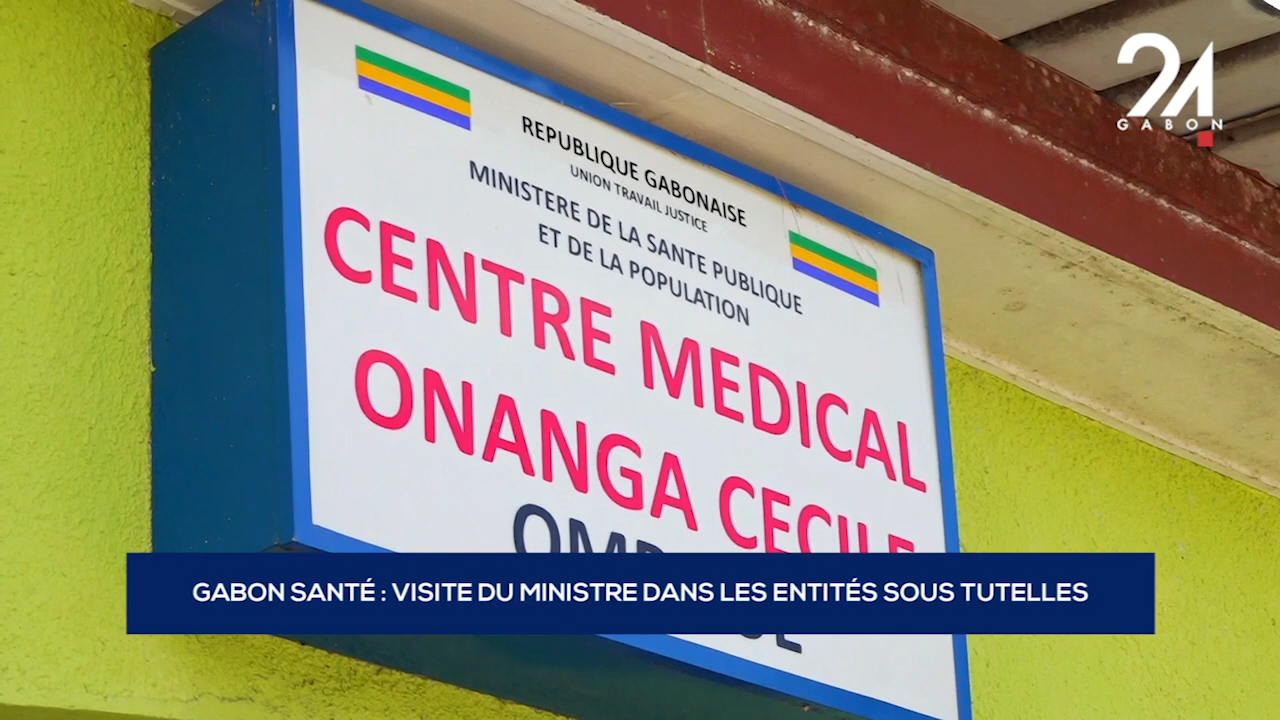 24
GABON
REPUBLIQUE GABONAISE
UNION TRAVAIL JUSTICE
MINISTERE DE LA SANTE PUBLIQUE
ET DE LA POPULATION
CENTRE MEDICAL
ONANGA CECILE
GABON SANTÉ : VISITE DU MINISTRE DANS LES ENTITÉS SOUS TUTELLES